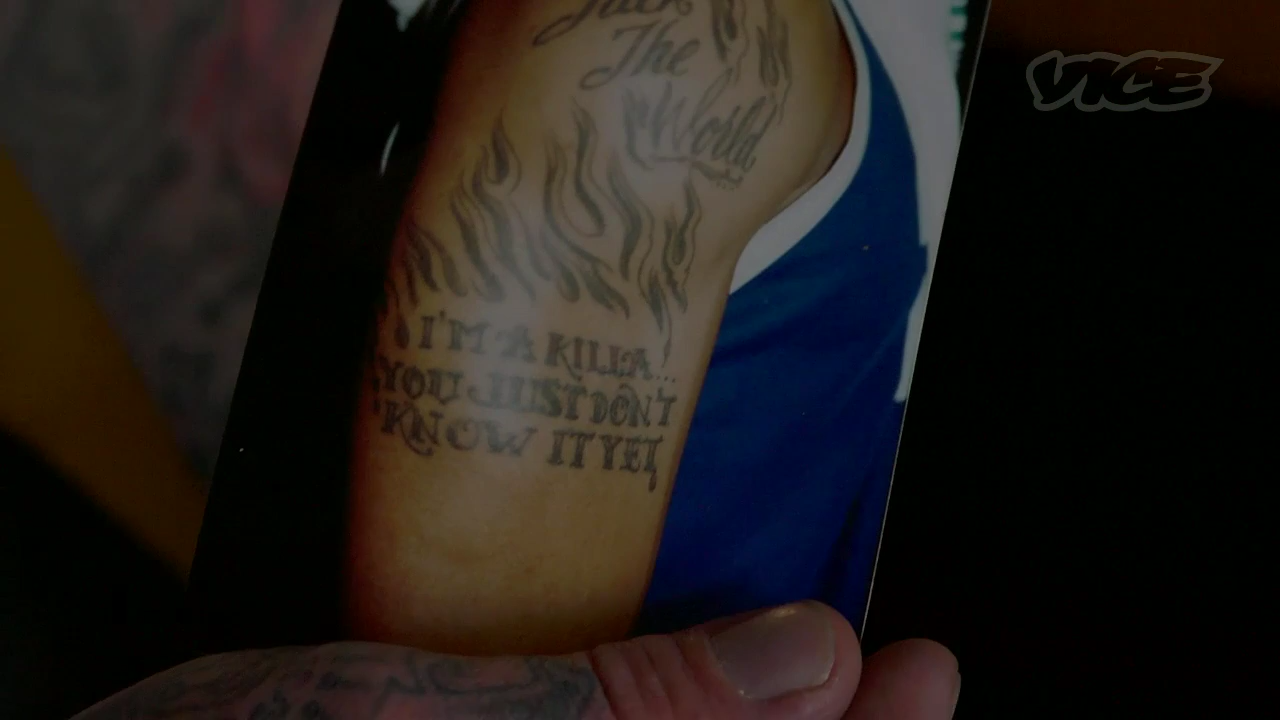 The
World
I'M A KILLA...
YOU JUST DON'T
KNOW IT YET
VICE